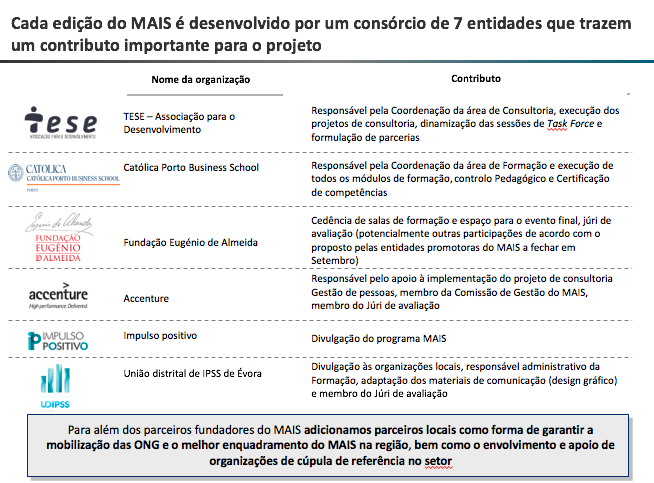 Cada edição do MAIS é desenvolvido por um consórcio de 7 entidades que trazem
um contributo importante para o projeto
Nome da organização
Contributo
tese
ASSOCIAÇÃO PARA O DESENVOLVIMENTO
TESE – Associação para o
Desenvolvimento
Responsável pela Coordenação da área de Consultoria, execução dos
projetos de consultoria, dinamização das sessões de Task Force e
formulação de parcerias
CATOLICA
CATÓLICA PORTO BUSINESS SCHOOL
PORTO
Católica Porto Business School
Responsável pela Coordenação da área de Formação e execução de
todos os módulos de formação, controlo Pedagógico e Certificação
de competências
Eugénio de Almeida
FUNDAÇÃO
EUGÉNIO
D'ALMEIDA
Fundação Eugénio de Almeida
Cedência de salas de formação e espaço para o evento final, júri de
avaliação (potencialmente outras participações de acordo com o
proposto pelas entidades promotoras do MAIS a fechar em
Setembro)
accenture
High performance. Delivered.
Accenture
Responsável pelo apoio à implementação do projeto de consultoria
Gestão de pessoas, membro da Comissão de Gestão do MAIS,
membro do Júri de avaliação
IMPULSO
POSITIVO
Impulso positivo
Divulgação do programa MAIS
UDIPSS
União distrital de IPSS de Évora
Divulgação às organizações locais, responsável administrativo da
Formação, adaptação dos materiais de comunicação (design gráfico)
e membro do Júri de avaliação
Para além dos parceiros fundadores do MAIS adicionamos parceiros locais como forma de garantir a
mobilização das ONG e o melhor enquadramento do MAIS na região, bem como o envolvimento e apoio de
organizações de cúpula de referência no setor